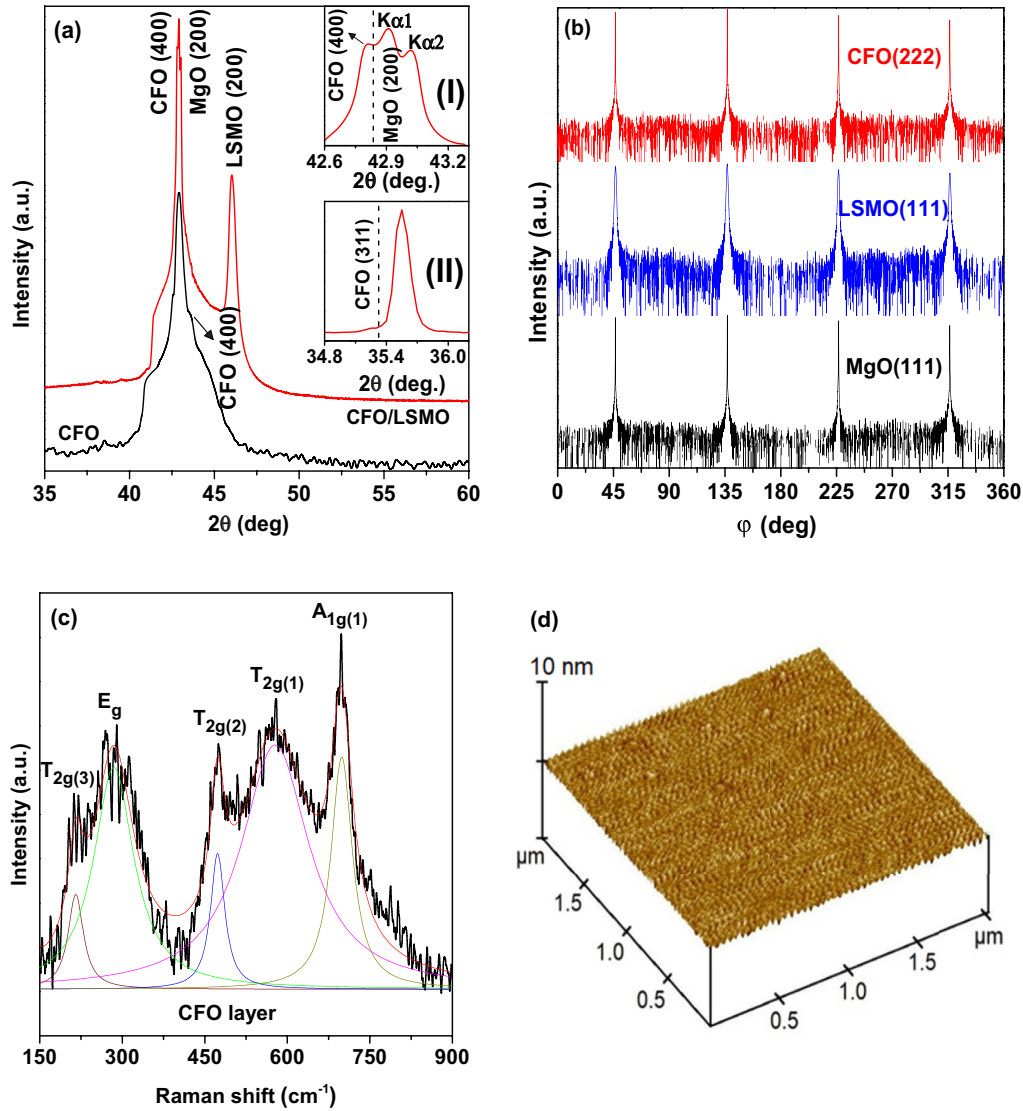 (a)
CFO (400)
MgO (200)
LSMO (200)
CFO (400)
CFO
CFO/LSMO
Intensity (a.u.)
35 40 45 50 55 60
2θ (deg)
CFO (400)
Kα1
Kα2
MgO (200)
(I)
42.6 42.9 43.2
2θ (deg.)
CFO (311)
(II)
34.8 35.4 36.0
2θ (deg.)
(b)
CFO(222)
LSMO(111)
MgO(111)
Intensity (a.u.)
0 45 90 135 180 225 270 315 360
φ (deg)
(c)
T2g(3)
Eg
T2g(2)
T2g(1)
A1g(1)
CFO layer
Intensity (a.u.)
150 300 450 600 750 900
Raman shift (cm-1)
(d)
10 nm
µm
1.5
1.0
0.5
0.5
1.0
1.5
µm